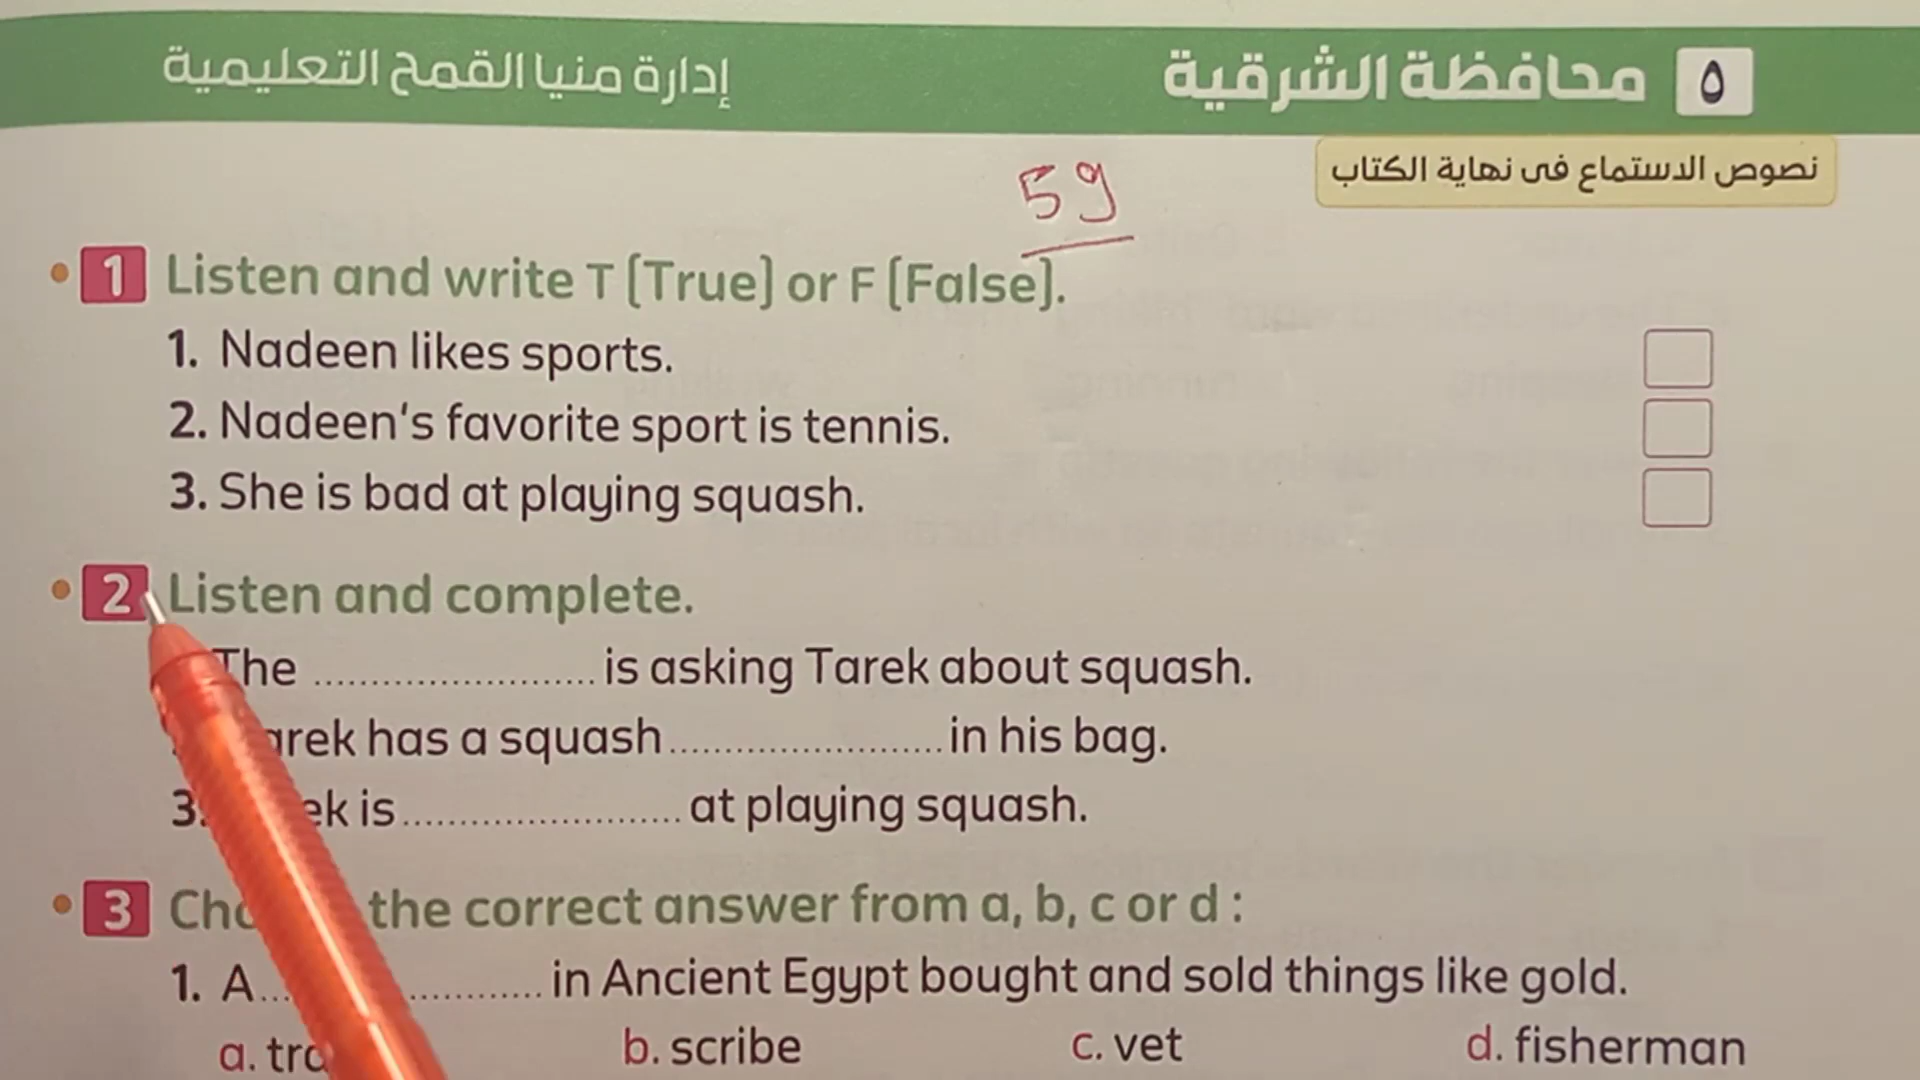 ٥ محافظة الشرقية إدارة منيا القمح التعليمية
نصوص الاستماع فى نهاية الكتاب
59
1 Listen and write T (True) or F (False).
1. Nadeen likes sports.
2. Nadeen's favorite sport is tennis.
3. She is bad at playing squash.
2 Listen and complete.
The ........................ is asking Tarek about squash.
arek has a squash ........................ in his bag.
3. ek is ........................ at playing squash.
3 the correct answer from a, b, c or d :
1. A ........................ in Ancient Egypt bought and sold things like gold.
a. b. scribe c. vet d. fisherman